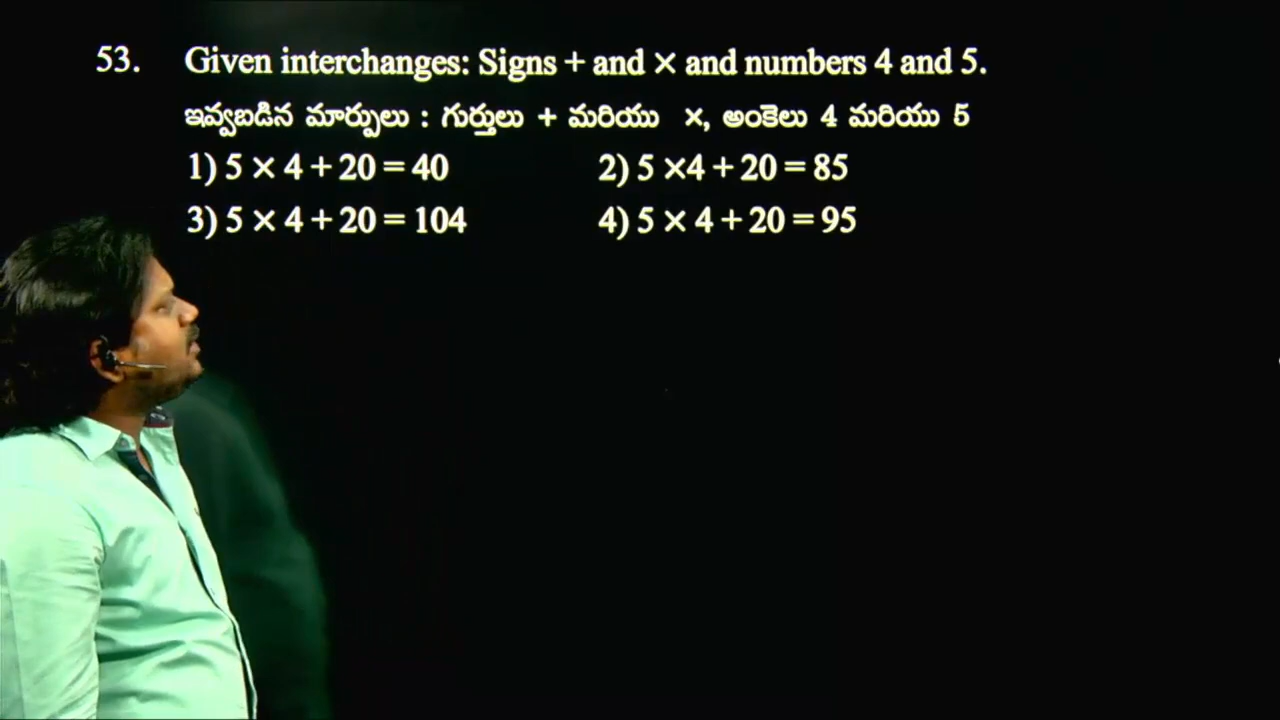 53. Given interchanges: Signs + and × and numbers 4 and 5.
ఇవ్వబడిన మార్పులు : గుర్తులు + మరియు ×, అంకెలు 4 మరియు 5
1) 5 × 4 + 20 = 40 2) 5 ×4 + 20 = 85
3) 5 × 4 + 20 = 104 4) 5 × 4 + 20 = 95